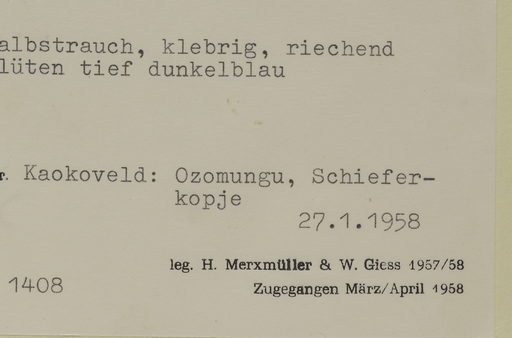 albstrauch, klebrig, riechend
lüten tief dunkelblau
r. Kaokoveld: Ozomungu, Schiefer-
kopje
27.1.1958
leg. H. Merxmüller & W. Giess 1957/58
1408
Zugegangen März/April 1958